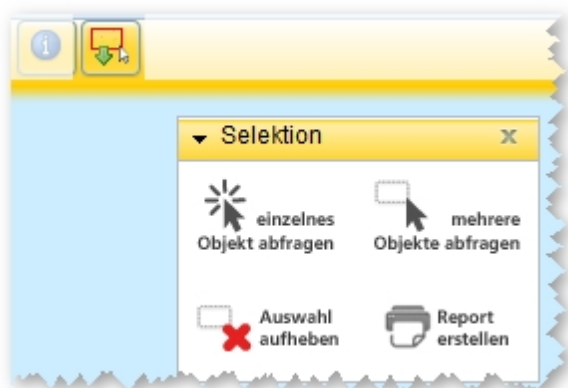 Selektion
einzelnes
Objekt abfragen
mehrere
Objekte abfragen
Auswahl
aufheben
Report
erstellen